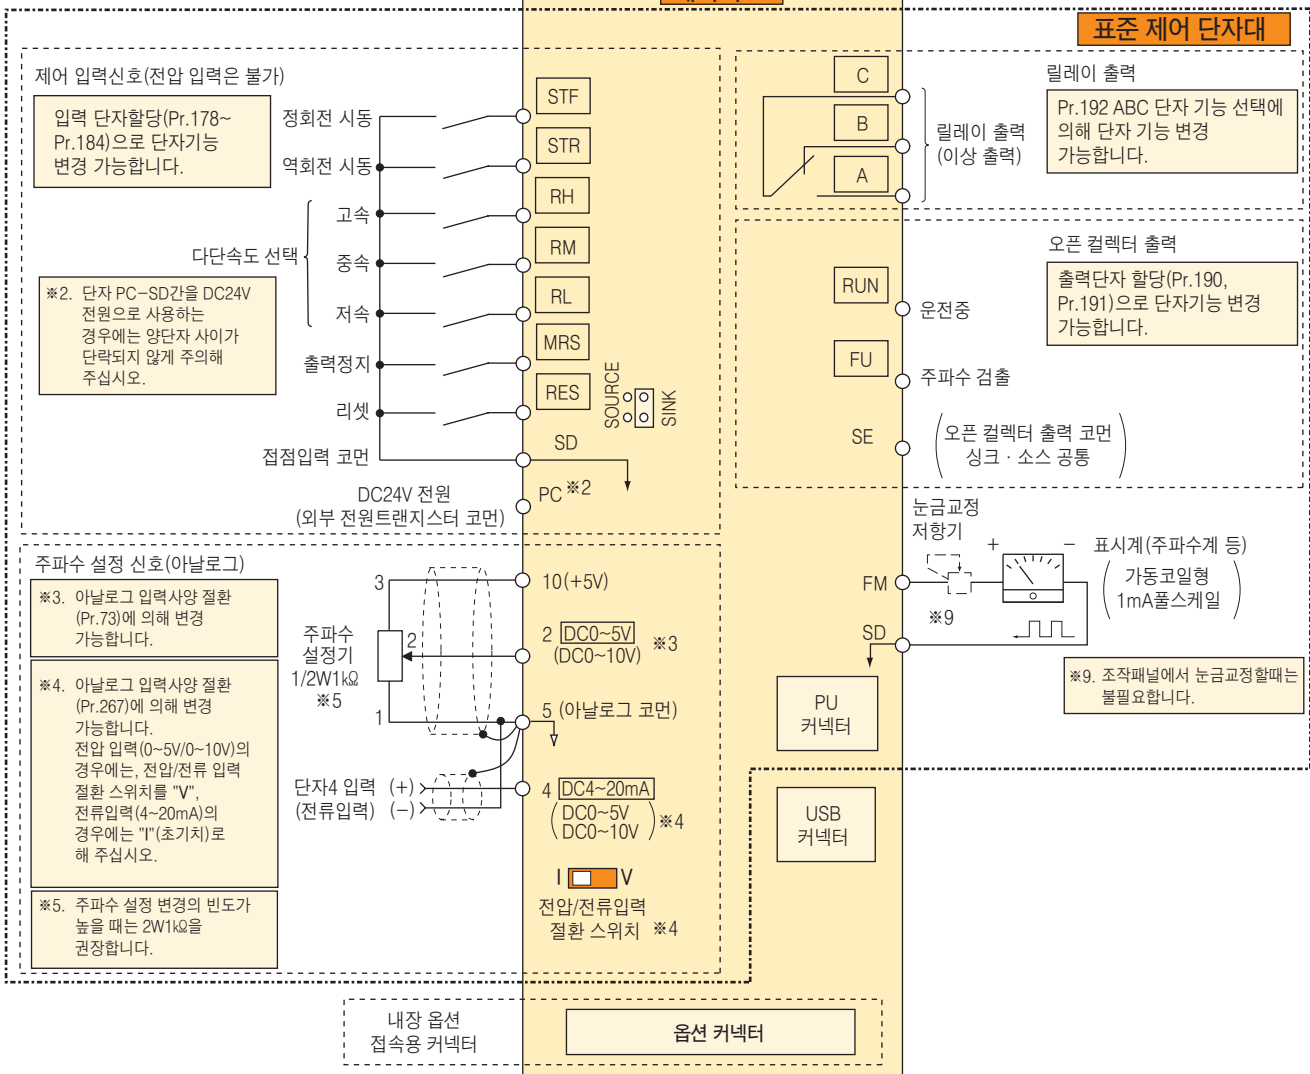 표준 제어 단자대
제어 입력신호(전압 입력은 불가)
입력 단자할당(Pr.178~
Pr.184)으로 단자기능
변경 가능합니다.
정회전 시동
역회전 시동
고속
다단속도 선택
중속
저속
출력정지
리셋
접점입력 코먼
DC24V 전원
(외부 전원트랜지스터 코먼)
※2. 단자 PC-SD간을 DC24V
전원으로 사용하는
경우에는 양단자 사이가
단락되지 않게 주의해
주십시오.
STF
STR
RH
RM
RL
MRS
RES
SOURCE
SINK
SD
PC ※2
C
B
A
릴레이 출력
(이상 출력)
릴레이 출력
Pr.192 ABC 단자 기능 선택에
의해 단자 기능 변경
가능합니다.
오픈 컬렉터 출력
출력단자 할당(Pr.190,
Pr.191)으로 단자기능 변경
가능합니다.
RUN
운전중
FU
주파수 검출
SE
(오픈 컬렉터 출력 코먼
싱크 · 소스 공통)
주파수 설정 신호(아날로그)
※3. 아날로그 입력사양 절환
(Pr.73)에 의해 변경
가능합니다.
※4. 아날로그 입력사양 절환
(Pr.267)에 의해 변경
가능합니다.
전압 입력(0~5V/0~10V)의
경우에는, 전압/전류 입력
절환 스위치를 "V",
전류입력(4~20mA)의
경우에는 "I"(초기치)로
해 주십시오.
※5. 주파수 설정 변경의 빈도가
높을 때는 2W1kΩ을
권장합니다.
주파수
설정기
1/2W1kΩ
※5
3
2
1
10(+5V)
2 DC0~5V ※3
(DC0~10V)
5 (아날로그 코먼)
단자4 입력 (+)
(전류입력) (-)
4 DC4~20mA
(DC0~5V
DC0~10V) ※4
I V
전압/전류입력
절환 스위치 ※4
눈금교정
저항기
+ -
표시계(주파수계 등)
(가동코일형
1mA풀스케일)
FM
※9
SD
※9. 조작패널에서 눈금교정할때는
불필요합니다.
PU
커넥터
USB
커넥터
내장 옵션
접속용 커넥터
옵션 커넥터